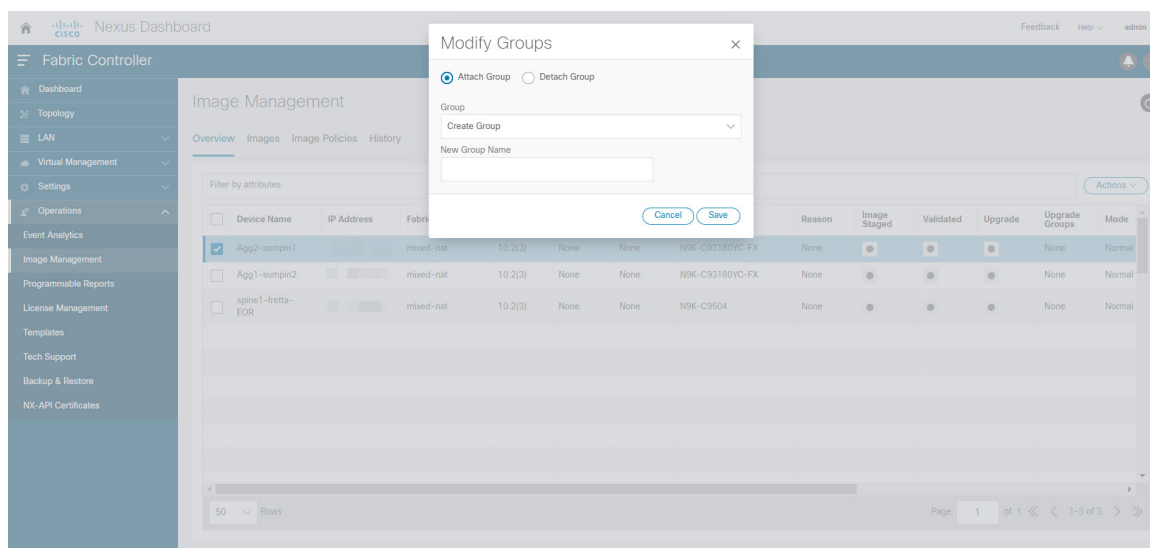 cisco Nexus Dashboard
Feedback Help admin
Fabric Controller
Dashboard
Topology
LAN
Virtual Management
Settings
Operations
Event Analytics
Image Management
Programmable Reports
License Management
Templates
Tech Support
Backup & Restore
NX-API Certificates
Image Management
Overview Images Image Policies History
Filter by attributes
Actions
Modify Groups
Attach Group Detach Group
Group
Create Group
New Group Name
Cancel Save
Device Name IP Address Fabri Reason Image Staged Validated Upgrade Upgrade Groups Mode
Agg2-sumpin1 mixed-nat 10.2(3) None None N9K-C93180YC-FX None None Normal
Agg1-sumpin2 mixed-nat 10.2(3) None None N9K-C93180YC-FX None None Normal
spine1-fretta-EOR mixed-nat 10.2(3) None None N9K-C9504 None None Normal
50 Rows
Page 1 of 1 1-3 of 3